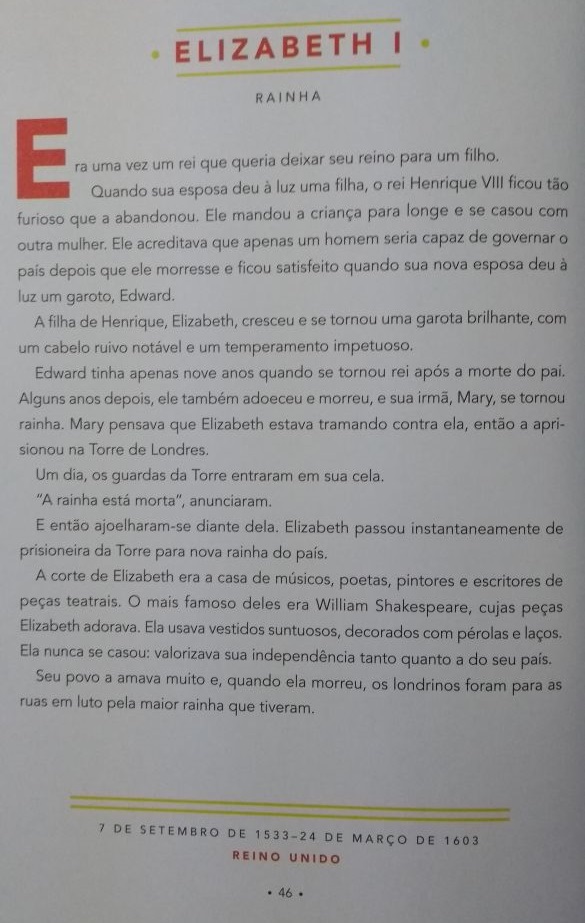 • ELIZABETH I •
RAINHA
Era uma vez um rei que queria deixar seu reino para um filho.
Quando sua esposa deu à luz uma filha, o rei Henrique VIII ficou tão
furioso que a abandonou. Ele mandou a criança para longe e se casou com
outra mulher. Ele acreditava que apenas um homem seria capaz de governar o
país depois que ele morresse e ficou satisfeito quando sua nova esposa deu à
luz um garoto, Edward.
A filha de Henrique, Elizabeth, cresceu e se tornou uma garota brilhante, com
um cabelo ruivo notável e um temperamento impetuoso.
Edward tinha apenas nove anos quando se tornou rei após a morte do pai.
Alguns anos depois, ele também adoeceu e morreu, e sua irmã, Mary, se tornou
rainha. Mary pensava que Elizabeth estava tramando contra ela, então a apri-
sionou na Torre de Londres.
Um dia, os guardas da Torre entraram em sua cela.
"A rainha está morta", anunciaram.
E então ajoelharam-se diante dela. Elizabeth passou instantaneamente de
prisioneira da Torre para nova rainha do país.
A corte de Elizabeth era a casa de músicos, poetas, pintores e escritores de
peças teatrais. O mais famoso deles era William Shakespeare, cujas peças
Elizabeth adorava. Ela usava vestidos suntuosos, decorados com pérolas e laços.
Ela nunca se casou: valorizava sua independência tanto quanto a do seu país.
Seu povo a amava muito e, quando ela morreu, os londrinos foram para as
ruas em luto pela maior rainha que tiveram.
7 DE SETEMBRO DE 1533–24 DE MARÇO DE 1603
REINO UNIDO
• 46 •